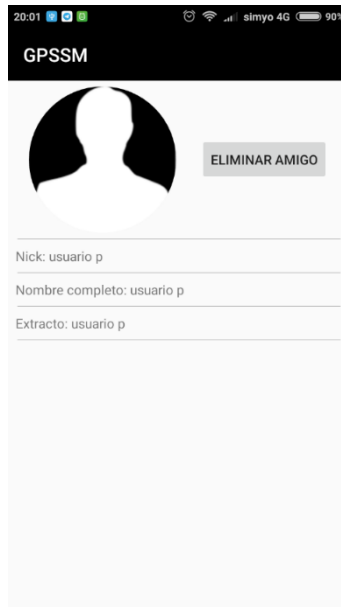 20:01 simyo 4G 90%
GPSSM
ELIMINAR AMIGO
Nick: usuario p
Nombre completo: usuario p
Extracto: usuario p